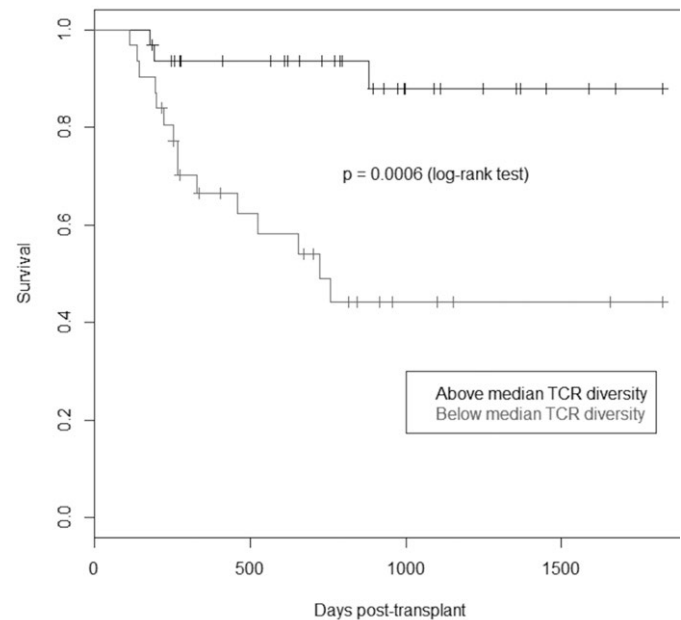 1.0
0.8
0.6
0.4
0.2
0.0
Survival
p = 0.0006 (log-rank test)
Above median TCR diversity
Below median TCR diversity
0 500 1000 1500
Days post-transplant